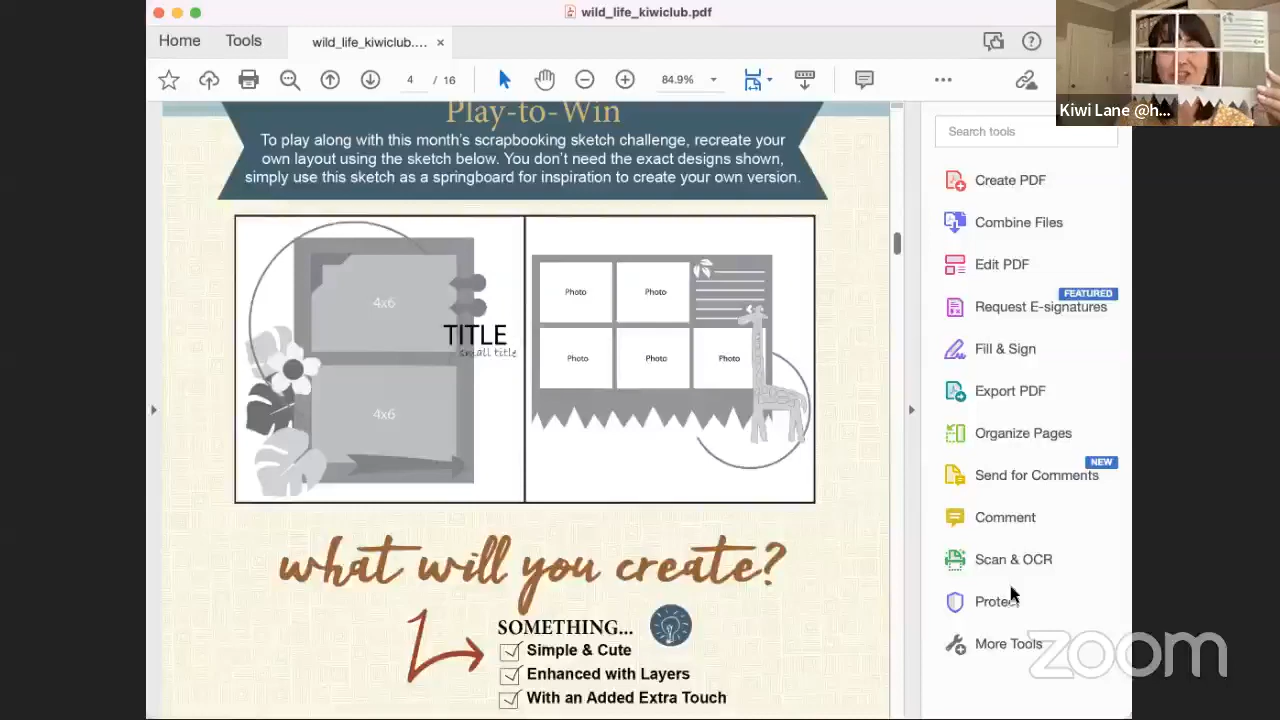 wild_life_kiwiclub.pdf
Home
Tools
wild_life_kiwiclub....
×
4
/ 16
84.9%
Kiwi Lane @h...
Search tools
Play-to-Win
To play along with this month's scrapbooking sketch challenge, recreate your
own layout using the sketch below. You don't need the exact designs shown,
simply use this sketch as a springboard for inspiration to create your own version.
4x6
TITLE
small title
4x6
Photo
Photo
Photo
Photo
Photo
what will you create?
SOMETHING...
Simple & Cute
Enhanced with Layers
With an Added Extra Touch
Create PDF
Combine Files
Edit PDF
FEATURED
Request E-signatures
Fill & Sign
Export PDF
Organize Pages
NEW
Send for Comments
Comment
Scan & OCR
Protect
More Tools
zoom